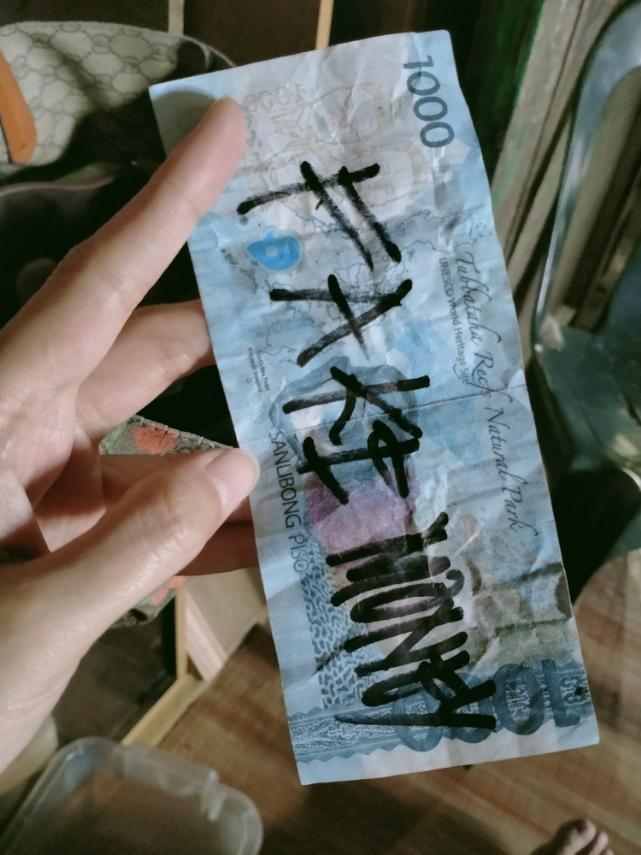 1000
FAKE MONEY
Tubbataha Reefs Natural Park
UNESCO World Heritage Site
SANLIBONG PISO
1000